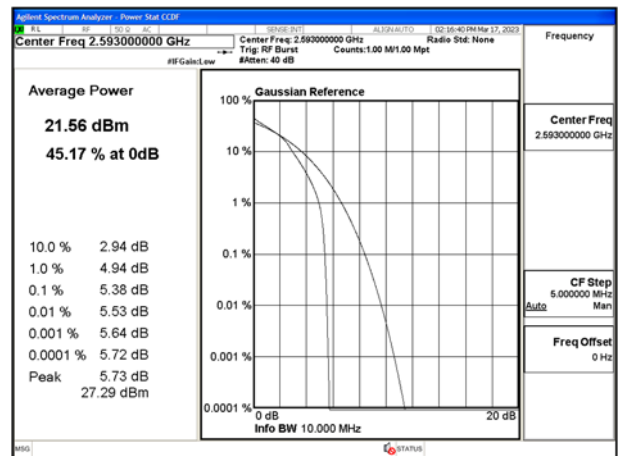 Agilent Spectrum Analyzer - Power Stat CCDF
RL RF 50 Ω AC SENSE:INT ALIGNAUTO 02:16:40 PM Mar 17, 2023
Center Freq 2.593000000 GHz
Center Freq: 2.593000000 GHz Radio Std: None
Trig: RF Burst Counts:1.00 M/1.00 Mpt
#IFGain:Low #Atten: 40 dB
Frequency
Average Power
21.56 dBm
45.17 % at 0dB
10.0 % 2.94 dB
1.0 % 4.94 dB
0.1 % 5.38 dB
0.01 % 5.53 dB
0.001 % 5.64 dB
0.0001 % 5.72 dB
Peak 5.73 dB
27.29 dBm
Gaussian Reference
100 %
10 %
1 %
0.1 %
0.01 %
0.001 %
0.0001 %
0 dB 20 dB
Info BW 10.000 MHz
Center Freq
2.593000000 GHz
CF Step
5.000000 MHz
Auto Man
Freq Offset
0 Hz
MSG STATUS